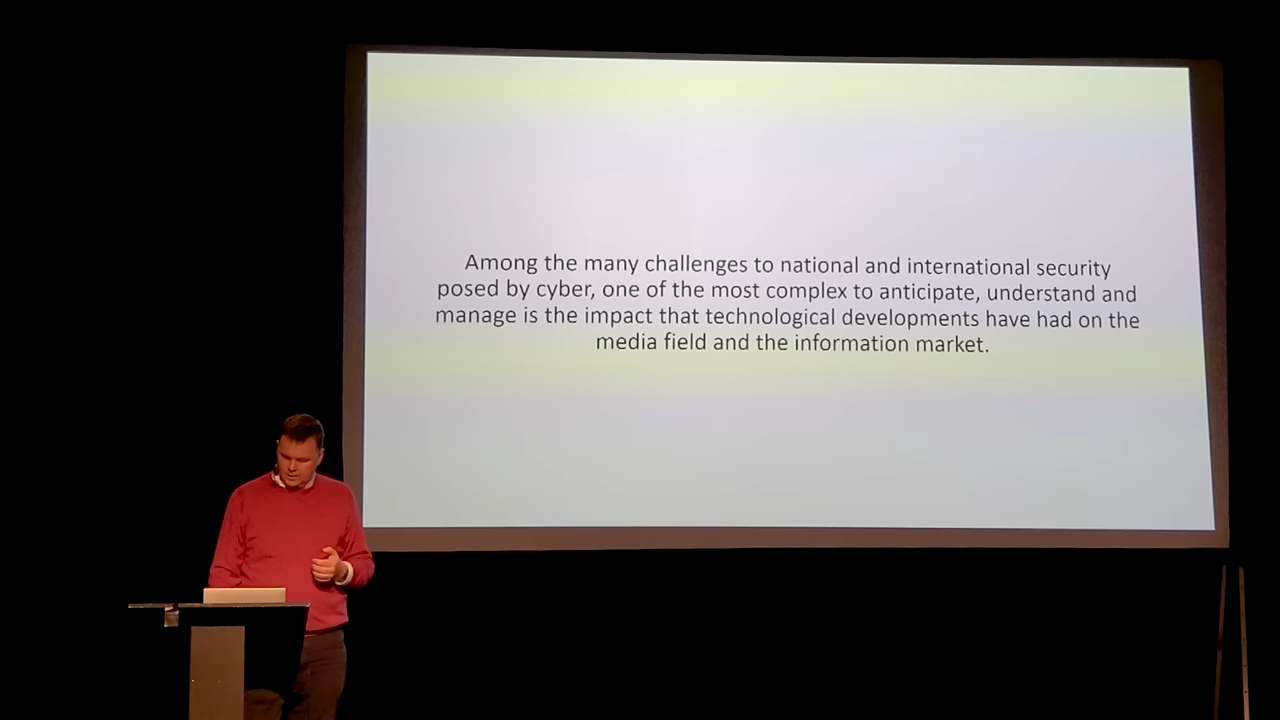 Among the many challenges to national and international security
posed by cyber, one of the most complex to anticipate, understand and
manage is the impact that technological developments have had on the
media field and the information market.